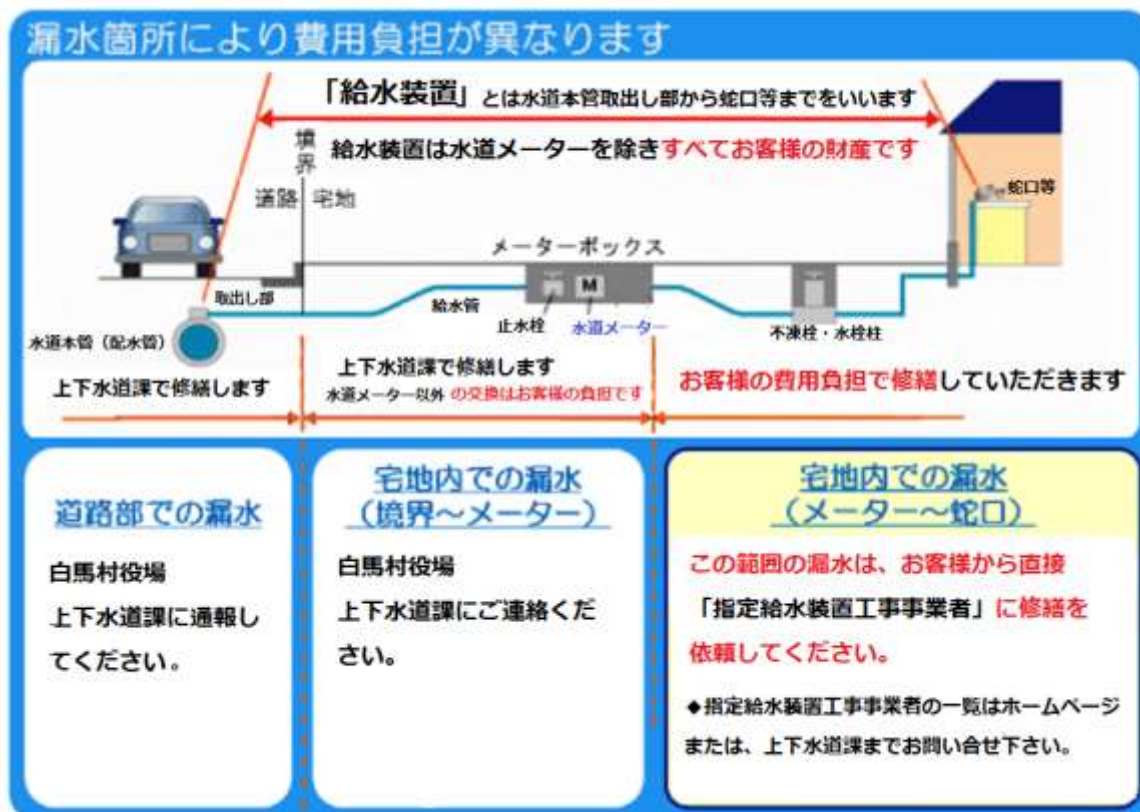 漏水箇所により費用負担が異なります
「給水装置」とは水道本管取出し部から蛇口等までをいいます
給水装置は水道メーターを除きすべてお客様の財産です
境界
道路 宅地
蛇口等
メーターボックス
取出し部
給水管
M
止水栓
水道メーター
不凍栓・水栓柱
水道本管（配水管）
上下水道課で修繕します
上下水道課で修繕します
水道メーター以外 の交換はお客様の負担です
お客様の費用負担で修繕していただきます
道路部での漏水
白馬村役場
上下水道課に通報し
てください。
宅地内での漏水
（境界～メーター）
白馬村役場
上下水道課にご連絡くだ
さい。
宅地内での漏水
（メーター～蛇口）
この範囲の漏水は、お客様から直接
「指定給水装置工事事業者」に修繕を
依頼してください。
◆指定給水装置工事事業者の一覧はホームページ
または、上下水道課までお問い合せ下さい。